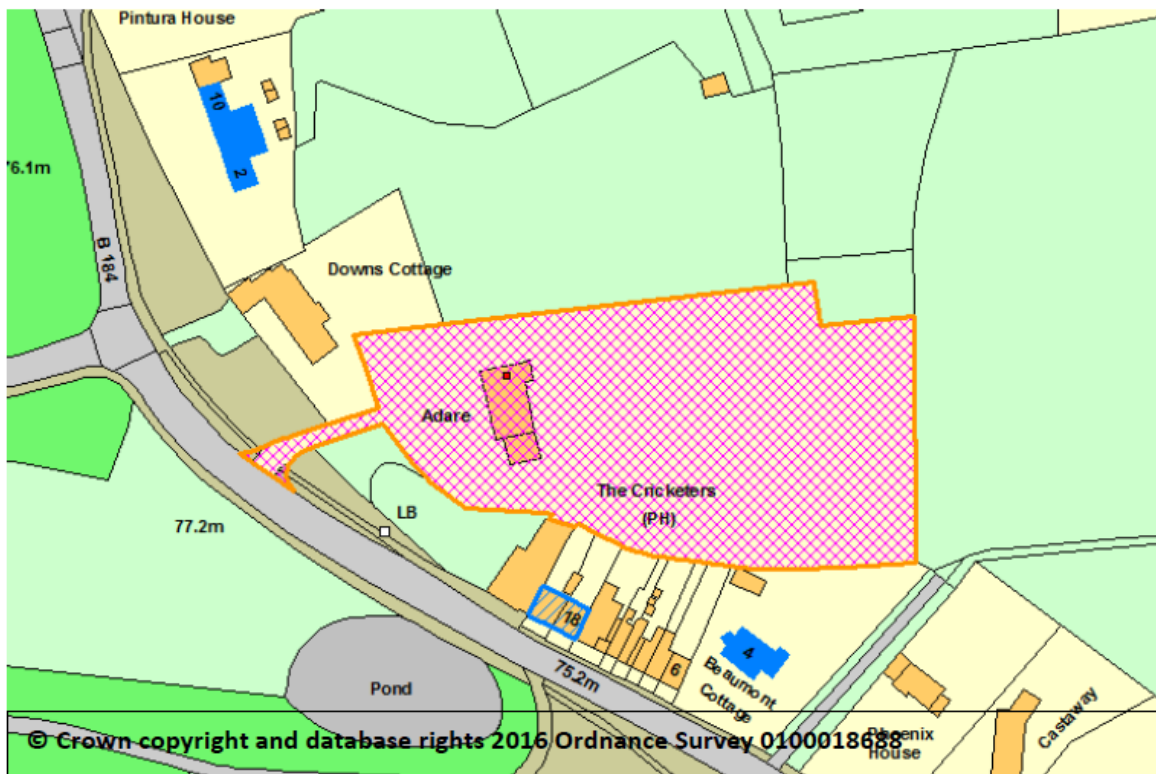 Pintura House
10
2
76.1m
B 184
Downs Cottage
Adare
The Cricketers
(PH)
LB
77.2m
18
6
4
75.2m
Beaumont
Cottage
Pond
Phoenix
House
Castaway
© Crown copyright and database rights 2016 Ordnance Survey 0100018688